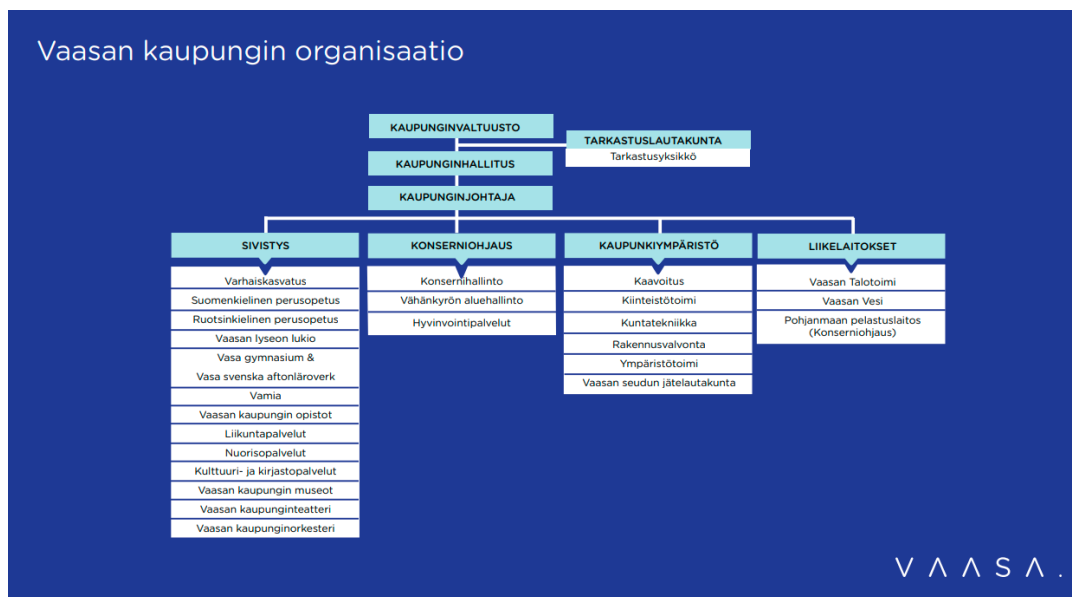 Vaasan kaupungin organisaatio
KAUPUNGINVALTUUSTO
TARKASTUSLAUTAKUNTA
Tarkastusyksikkö
KAUPUNGINHALLITUS
KAUPUNGINJOHTAJA
SIVISTYS
Varhaiskasvatus
Suomenkielinen perusopetus
Ruotsinkielinen perusopetus
Vaasan lyseon lukio
Vasa gymnasium &
Vasa svenska aftonläroverk
Vamia
Vaasan kaupungin opistot
Liikuntapalvelut
Nuorisopalvelut
Kulttuuri- ja kirjastopalvelut
Vaasan kaupungin museot
Vaasan kaupunginteatteri
Vaasan kaupunginorkesteri
KONSERNIOHJAUS
Konsernihallinto
Vähänkyrön aluehallinto
Hyvinvointipalvelut
KAUPUNKIYMPÄRISTÖ
Kaavoitus
Kiinteistötoimi
Kuntatekniikka
Rakennusvalvonta
Ympäristötoimi
Vaasan seudun jätelautakunta
LIIKELAITOKSET
Vaasan Talotoimi
Vaasan Vesi
Pohjanmaan pelastuslaitos
(Konserniohjaus)
VAASA.